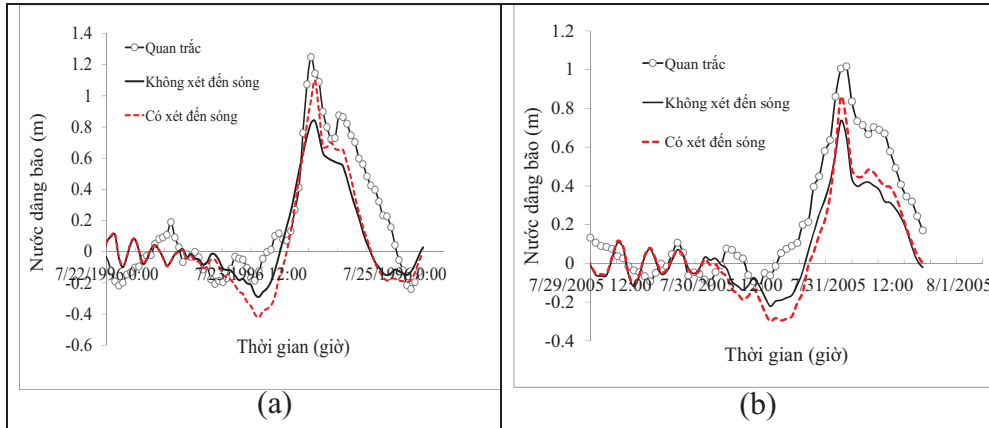 1.4
1.2
1
0.8
0.6
0.4
0.2
0
-0.2
-0.4
-0.6
Nước dâng bão (m)
Quan trắc
Không xét đến sóng
Có xét đến sóng
7/22/1996 0:00
12:00
Thời gian (giờ)
(a)
1.2
1
0.8
0.6
0.4
0.2
0
-0.2
-0.4
Nước dâng bão (m)
Quan trắc
Không xét đến sóng
Có xét đến sóng
7/29/2005 12:00 7/30/2005 12:00 7/31/2005 12:00 8/1/2005
Thời gian (giờ)
(b)